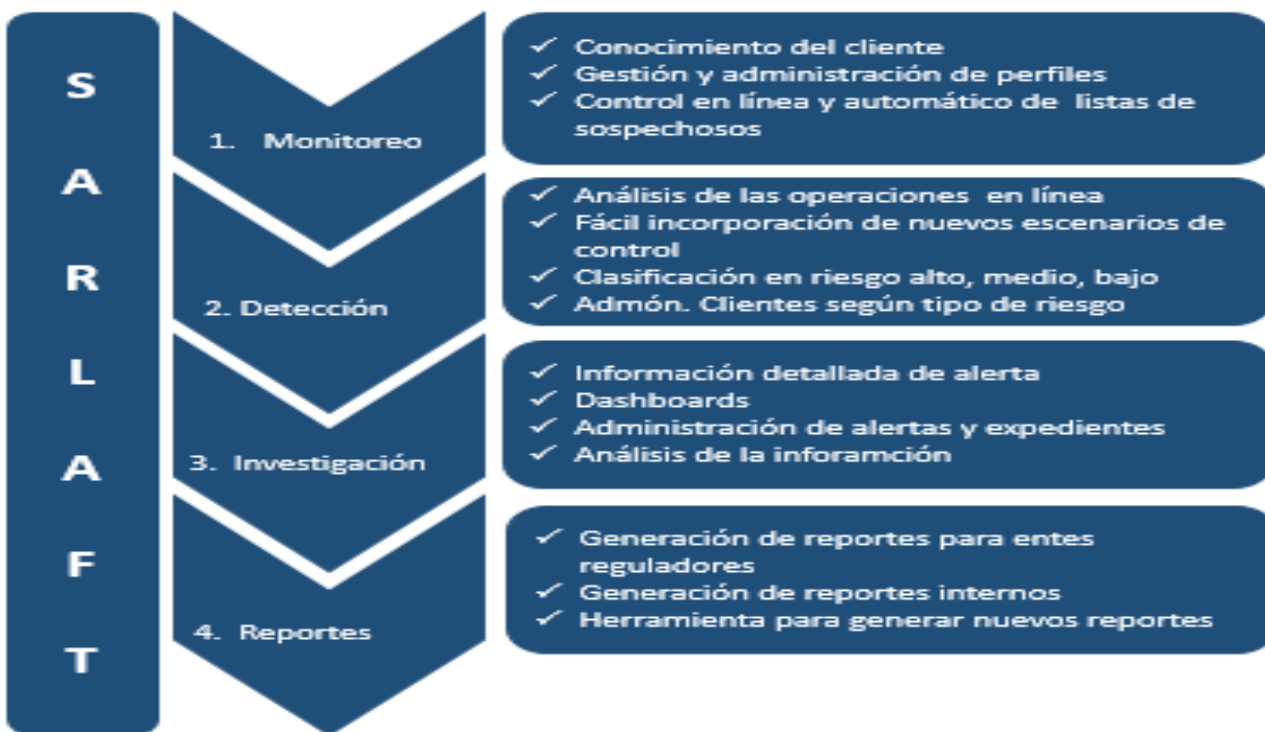 S
A
R
L
A
F
T
1. Monitoreo
✓ Conocimiento del cliente
✓ Gestión y administración de perfiles
✓ Control en línea y automático de listas de
sospechosos
2. Detección
✓ Análisis de las operaciones en línea
✓ Fácil incorporación de nuevos escenarios de
control
✓ Clasificación en riesgo alto, medio, bajo
✓ Admón. Clientes según tipo de riesgo
3. Investigación
✓ Información detallada de alerta
✓ Dashboards
✓ Administración de alertas y expedientes
✓ Análisis de la inforamción
4. Reportes
✓ Generación de reportes para entes
reguladores
✓ Generación de reportes internos
✓ Herramienta para generar nuevos reportes